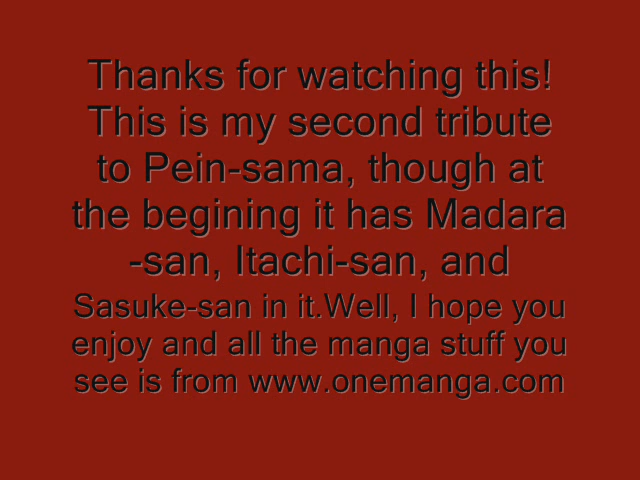 Thanks for watching this!
This is my second tribute
to Pein-sama, though at
the begining it has Madara
-san, Itachi-san, and
Sasuke-san in it.Well, I hope you
enjoy and all the manga stuff you
see is from www.onemanga.com